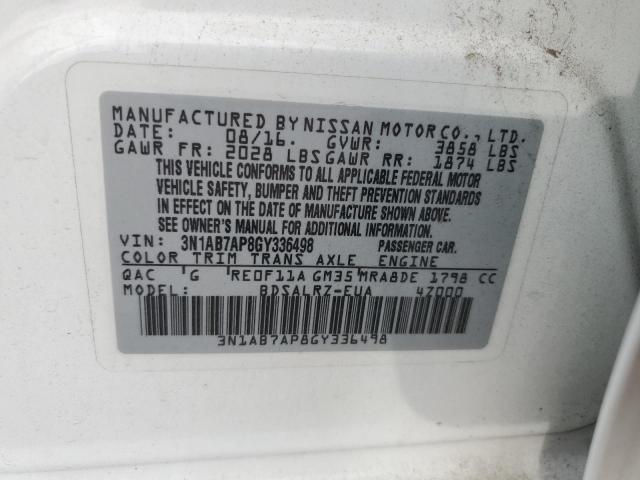 MANUFACTURED BY NISSAN MOTOR CO., LTD.
DATE: 08/16. GVWR: 3858 LBS
GAWR FR: 2028 LBS GAWR RR: 1874 LBS
THIS VEHICLE CONFORMS TO ALL APPLICABLE FEDERAL MOTOR
VEHICLE SAFETY, BUMPER AND THEFT PREVENTION STANDARDS
IN EFFECT ON THE DATE OF MANUFACTURE SHOWN ABOVE.
SEE OWNER'S MANUAL FOR ADDITIONAL INFORMATION.
VIN: 3N1AB7AP8GY336498 PASSENGER CAR.
COLOR TRIM TRANS AXLE ENGINE
QAC G RE0F11A GM35 MRA8DE 1798 CC
MODEL: BDSALRZ-EUA 47000
3N1AB7AP8GY336498